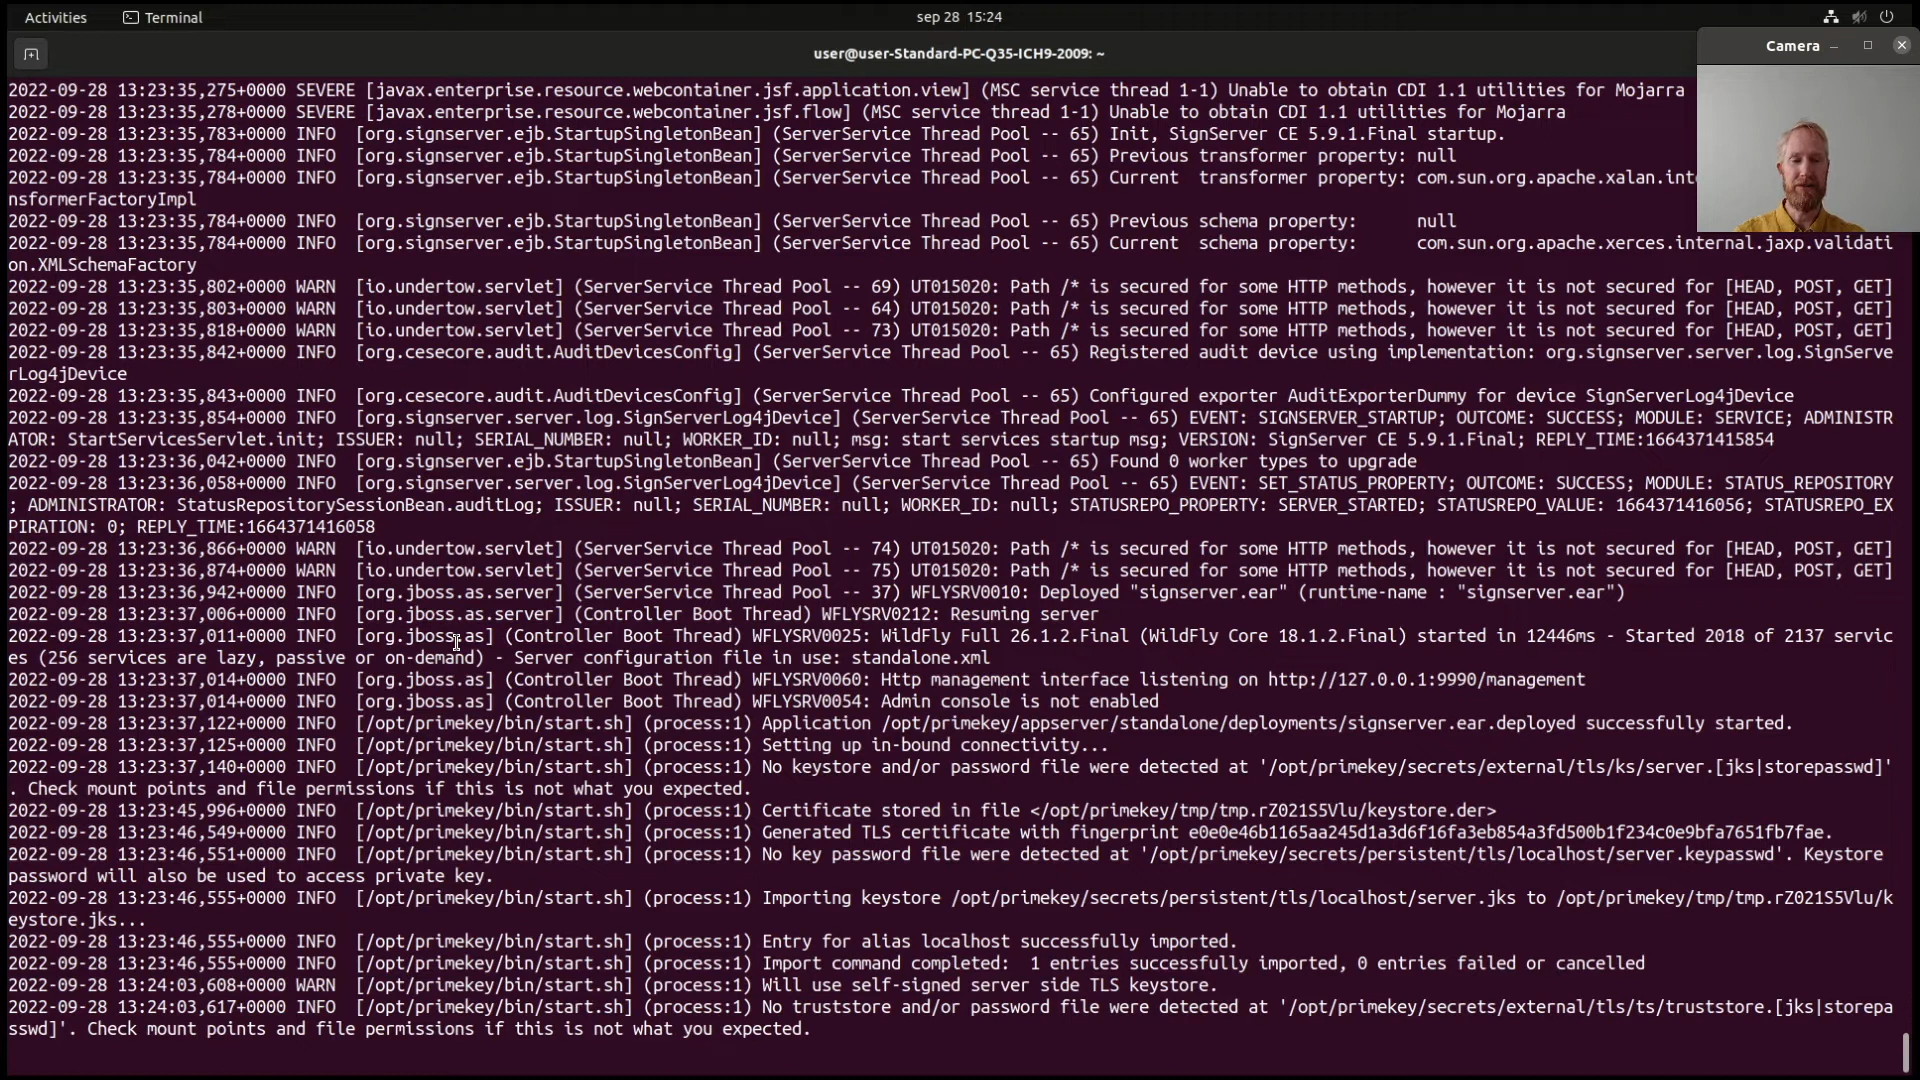 Activities Terminal sep 28 15:24
user@user-Standard-PC-Q35-ICH9-2009: ~
Camera
2022-09-28 13:23:35,275+0000 SEVERE [javax.enterprise.resource.webcontainer.jsf.application.view] (MSC service thread 1-1) Unable to obtain CDI 1.1 utilities for Mojarra
2022-09-28 13:23:35,278+0000 SEVERE [javax.enterprise.resource.webcontainer.jsf.flow] (MSC service thread 1-1) Unable to obtain CDI 1.1 utilities for Mojarra
2022-09-28 13:23:35,783+0000 INFO  [org.signserver.ejb.StartupSingletonBean] (ServerService Thread Pool -- 65) Init, SignServer CE 5.9.1.Final startup.
2022-09-28 13:23:35,784+0000 INFO  [org.signserver.ejb.StartupSingletonBean] (ServerService Thread Pool -- 65) Previous transformer property: null
2022-09-28 13:23:35,784+0000 INFO  [org.signserver.ejb.StartupSingletonBean] (ServerService Thread Pool -- 65) Current  transformer property: com.sun.org.apache.xalan.int
nsformerFactoryImpl
2022-09-28 13:23:35,784+0000 INFO  [org.signserver.ejb.StartupSingletonBean] (ServerService Thread Pool -- 65) Previous schema property:      null
2022-09-28 13:23:35,784+0000 INFO  [org.signserver.ejb.StartupSingletonBean] (ServerService Thread Pool -- 65) Current  schema property:      com.sun.org.apache.xerces.internal.jaxp.validati
on.XMLSchemaFactory
2022-09-28 13:23:35,802+0000 WARN  [io.undertow.servlet] (ServerService Thread Pool -- 69) UT015020: Path /* is secured for some HTTP methods, however it is not secured for [HEAD, POST, GET]
2022-09-28 13:23:35,803+0000 WARN  [io.undertow.servlet] (ServerService Thread Pool -- 64) UT015020: Path /* is secured for some HTTP methods, however it is not secured for [HEAD, POST, GET]
2022-09-28 13:23:35,818+0000 WARN  [io.undertow.servlet] (ServerService Thread Pool -- 73) UT015020: Path /* is secured for some HTTP methods, however it is not secured for [HEAD, POST, GET]
2022-09-28 13:23:35,842+0000 INFO  [org.cesecore.audit.AuditDevicesConfig] (ServerService Thread Pool -- 65) Registered audit device using implementation: org.signserver.server.log.SignServe
rLog4jDevice
2022-09-28 13:23:35,843+0000 INFO  [org.cesecore.audit.AuditDevicesConfig] (ServerService Thread Pool -- 65) Configured exporter AuditExporterDummy for device SignServerLog4jDevice
2022-09-28 13:23:35,854+0000 INFO  [org.signserver.server.log.SignServerLog4jDevice] (ServerService Thread Pool -- 65) EVENT: SIGNSERVER_STARTUP; OUTCOME: SUCCESS; MODULE: SERVICE; ADMINISTR
ATOR: StartServicesServlet.init; ISSUER: null; SERIAL_NUMBER: null; WORKER_ID: null; msg: start services startup msg; VERSION: SignServer CE 5.9.1.Final; REPLY_TIME:1664371415854
2022-09-28 13:23:36,042+0000 INFO  [org.signserver.ejb.StartupSingletonBean] (ServerService Thread Pool -- 65) Found 0 worker types to upgrade
2022-09-28 13:23:36,058+0000 INFO  [org.signserver.server.log.SignServerLog4jDevice] (ServerService Thread Pool -- 65) EVENT: SET_STATUS_PROPERTY; OUTCOME: SUCCESS; MODULE: STATUS_REPOSITORY
; ADMINISTRATOR: StatusRepositorySessionBean.auditLog; ISSUER: null; SERIAL_NUMBER: null; WORKER_ID: null; STATUSREPO_PROPERTY: SERVER_STARTED; STATUSREPO_VALUE: 1664371416056; STATUSREPO_EX
PIRATION: 0; REPLY_TIME:1664371416058
2022-09-28 13:23:36,866+0000 WARN  [io.undertow.servlet] (ServerService Thread Pool -- 74) UT015020: Path /* is secured for some HTTP methods, however it is not secured for [HEAD, POST, GET]
2022-09-28 13:23:36,874+0000 WARN  [io.undertow.servlet] (ServerService Thread Pool -- 75) UT015020: Path /* is secured for some HTTP methods, however it is not secured for [HEAD, POST, GET]
2022-09-28 13:23:36,942+0000 INFO  [org.jboss.as.server] (ServerService Thread Pool -- 37) WFLYSRV0010: Deployed "signserver.ear" (runtime-name : "signserver.ear")
2022-09-28 13:23:37,006+0000 INFO  [org.jboss.as.server] (Controller Boot Thread) WFLYSRV0212: Resuming server
2022-09-28 13:23:37,011+0000 INFO  [org.jboss.as] (Controller Boot Thread) WFLYSRV0025: WildFly Full 26.1.2.Final (WildFly Core 18.1.2.Final) started in 12446ms - Started 2018 of 2137 servic
es (256 services are lazy, passive or on-demand) - Server configuration file in use: standalone.xml
2022-09-28 13:23:37,014+0000 INFO  [org.jboss.as] (Controller Boot Thread) WFLYSRV0060: Http management interface listening on http://127.0.0.1:9990/management
2022-09-28 13:23:37,014+0000 INFO  [org.jboss.as] (Controller Boot Thread) WFLYSRV0054: Admin console is not enabled
2022-09-28 13:23:37,122+0000 INFO  [/opt/primekey/bin/start.sh] (process:1) Application /opt/primekey/appserver/standalone/deployments/signserver.ear.deployed successfully started.
2022-09-28 13:23:37,125+0000 INFO  [/opt/primekey/bin/start.sh] (process:1) Setting up in-bound connectivity...
2022-09-28 13:23:37,140+0000 INFO  [/opt/primekey/bin/start.sh] (process:1) No keystore and/or password file were detected at '/opt/primekey/secrets/external/tls/ks/server.[jks|storepasswd]'
. Check mount points and file permissions if this is not what you expected.
2022-09-28 13:23:45,996+0000 INFO  [/opt/primekey/bin/start.sh] (process:1) Certificate stored in file </opt/primekey/tmp/tmp.rZ021S5Vlu/keystore.der>
2022-09-28 13:23:46,549+0000 INFO  [/opt/primekey/bin/start.sh] (process:1) Generated TLS certificate with fingerprint e0e0e46b1165aa245d1a3d6f16fa3eb854a3fd500b1f234c0e9bfa7651fb7fae.
2022-09-28 13:23:46,551+0000 INFO  [/opt/primekey/bin/start.sh] (process:1) No key password file were detected at '/opt/primekey/secrets/persistent/tls/localhost/server.keypasswd'. Keystore
password will also be used to access private key.
2022-09-28 13:23:46,555+0000 INFO  [/opt/primekey/bin/start.sh] (process:1) Importing keystore /opt/primekey/secrets/persistent/tls/localhost/server.jks to /opt/primekey/tmp/tmp.rZ021S5Vlu/k
eystore.jks...
2022-09-28 13:23:46,555+0000 INFO  [/opt/primekey/bin/start.sh] (process:1) Entry for alias localhost successfully imported.
2022-09-28 13:23:46,555+0000 INFO  [/opt/primekey/bin/start.sh] (process:1) Import command completed:  1 entries successfully imported, 0 entries failed or cancelled
2022-09-28 13:24:03,608+0000 WARN  [/opt/primekey/bin/start.sh] (process:1) Will use self-signed server side TLS keystore.
2022-09-28 13:24:03,617+0000 INFO  [/opt/primekey/bin/start.sh] (process:1) No truststore and/or password file were detected at '/opt/primekey/secrets/external/tls/ts/truststore.[jks|storepa
sswd]'. Check mount points and file permissions if this is not what you expected.